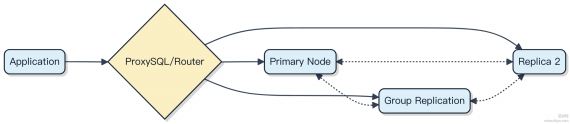 Application
ProxySQL/Router
Primary Node
Replica 2
Group Replication